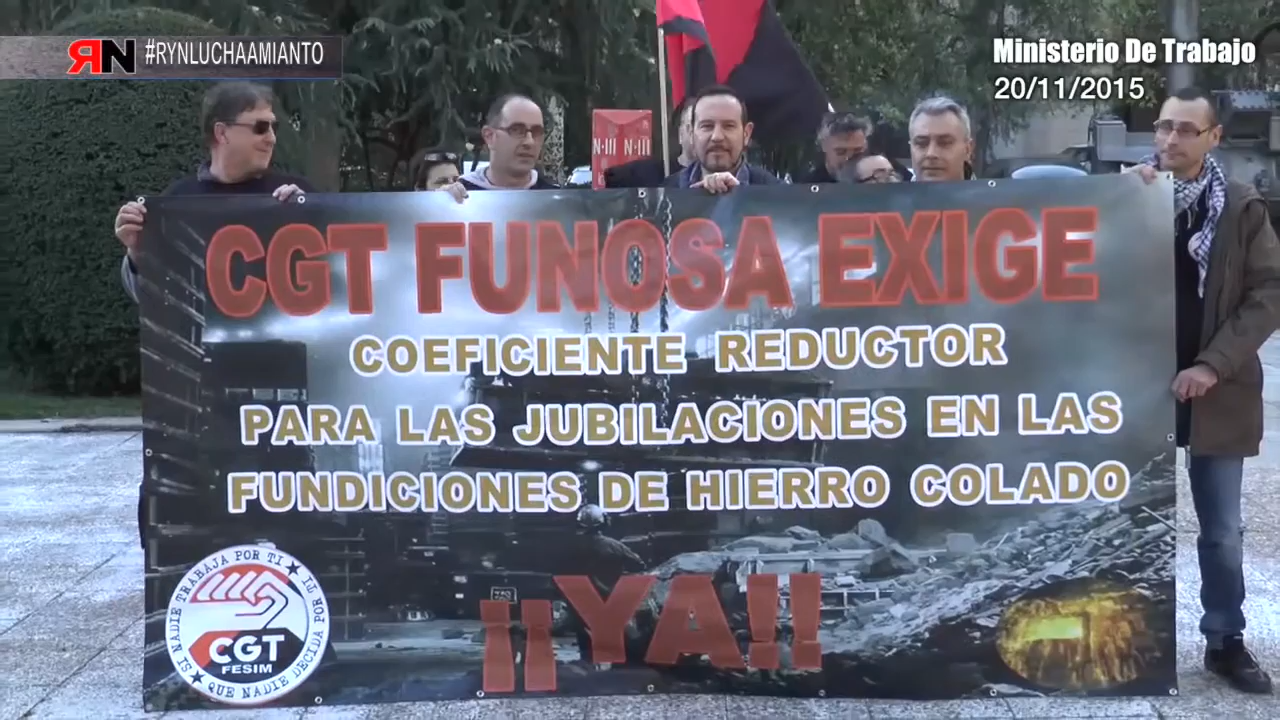 ЯN #RYNLUCHAAMIANTO
Ministerio De Trabajo
20/11/2015
N-III N-III
CGT FUNOSA EXIGE
COEFICIENTE REDUCTOR
PARA LAS JUBILACIONES EN LAS
FUNDICIONES DE HIERRO COLADO
¡¡YA!!
SI NADIE TRABAJA POR TI ★ QUE NADIE DECIDA POR TI ★
CGT
FESIM